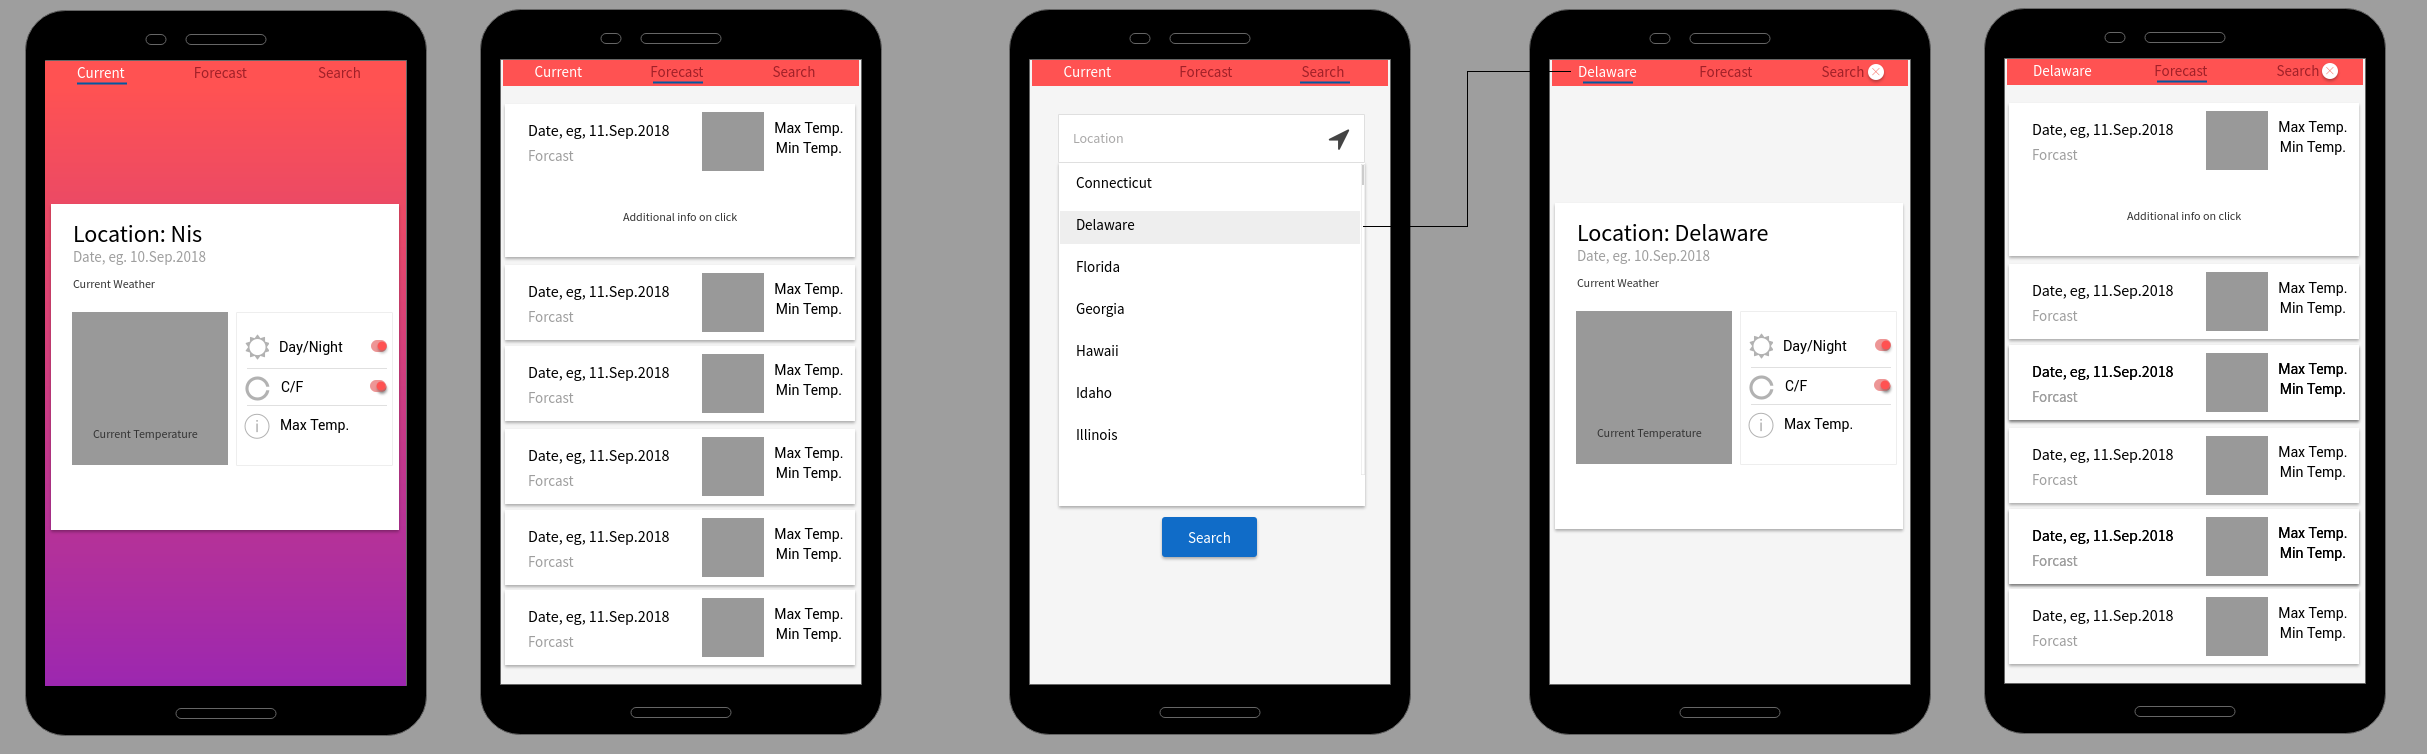 Current Forecast Search
Location: Nis
Date, eg. 10.Sep.2018
Current Weather
Current Temperature
Day/Night
C/F
Max Temp.
Current Forecast Search
Date, eg, 11.Sep.2018
Forcast
Max Temp.
Min Temp.
Additional info on click
Date, eg, 11.Sep.2018
Forcast
Max Temp.
Min Temp.
Date, eg, 11.Sep.2018
Forcast
Max Temp.
Min Temp.
Date, eg, 11.Sep.2018
Forcast
Max Temp.
Min Temp.
Date, eg, 11.Sep.2018
Forcast
Max Temp.
Min Temp.
Date, eg, 11.Sep.2018
Forcast
Max Temp.
Min Temp.
Current Forecast Search
Location
Connecticut
Delaware
Florida
Georgia
Hawaii
Idaho
Illinois
Search
Delaware Forecast Search
Location: Delaware
Date, eg. 10.Sep.2018
Current Weather
Current Temperature
Day/Night
C/F
Max Temp.
Delaware Forecast Search
Date, eg, 11.Sep.2018
Forcast
Max Temp.
Min Temp.
Additional info on click
Date, eg, 11.Sep.2018
Forcast
Max Temp.
Min Temp.
Date, eg, 11.Sep.2018
Forcast
Max Temp.
Min Temp.
Date, eg, 11.Sep.2018
Forcast
Max Temp.
Min Temp.
Date, eg, 11.Sep.2018
Forcast
Max Temp.
Min Temp.
Date, eg, 11.Sep.2018
Forcast
Max Temp.
Min Temp.